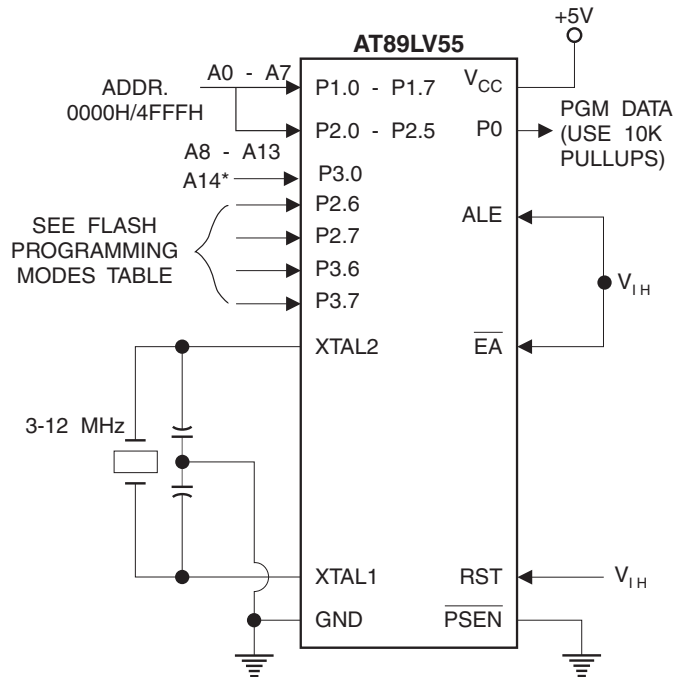 +5V
AT89LV55
ADDR.
0000H/4FFFH
A0 - A7
P1.0 - P1.7
VCC
P2.0 - P2.5
P0
PGM DATA
(USE 10K
PULLUPS)
A8 - A13
A14*
P3.0
SEE FLASH
PROGRAMMING
MODES TABLE
P2.6
P2.7
P3.6
P3.7
ALE
VIH
EA
XTAL2
3-12 MHz
XTAL1
RST
VIH
GND
PSEN